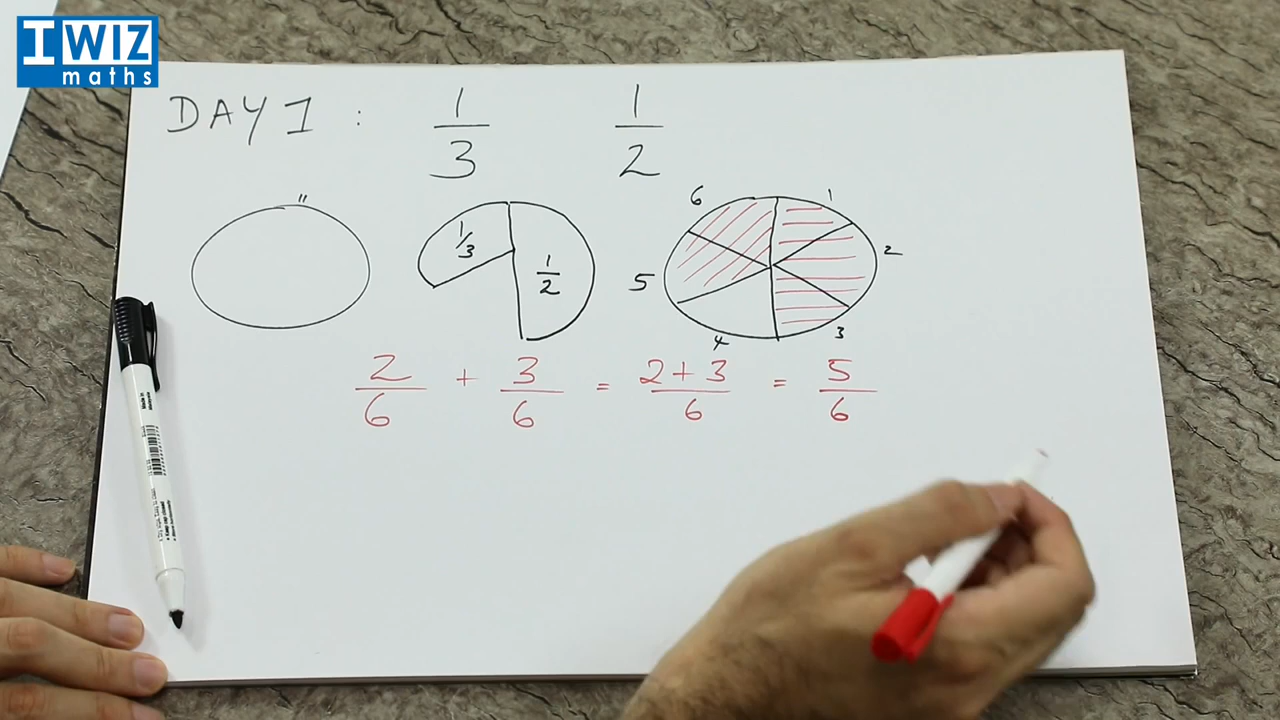 IWIZ
maths
DAY 1 : 1/3 1/2
"
1/3
1/2
6 1
5 2
4 3
2/6 + 3/6 = 2+3/6 = 5/6